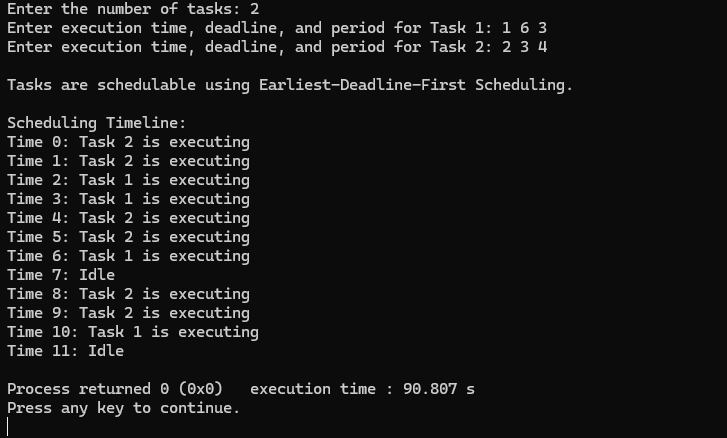 Enter the number of tasks: 2
Enter execution time, deadline, and period for Task 1: 1 6 3
Enter execution time, deadline, and period for Task 2: 2 3 4
Tasks are schedulable using Earliest-Deadline-First Scheduling.
Scheduling Timeline:
Time 0: Task 2 is executing
Time 1: Task 2 is executing
Time 2: Task 1 is executing
Time 3: Task 1 is executing
Time 4: Task 2 is executing
Time 5: Task 2 is executing
Time 6: Task 1 is executing
Time 7: Idle
Time 8: Task 2 is executing
Time 9: Task 2 is executing
Time 10: Task 1 is executing
Time 11: Idle
Process returned 0 (0x0)   execution time : 90.807 s
Press any key to continue.